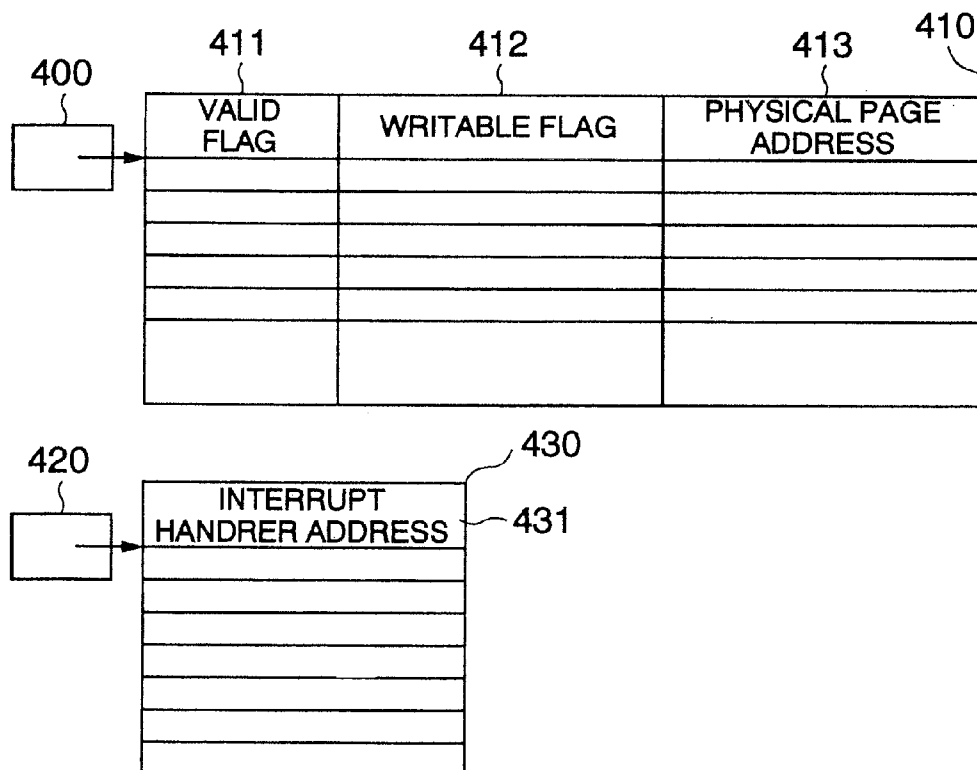 411
412
413
410
400
VALID
FLAG
WRITABLE FLAG
PHYSICAL PAGE
ADDRESS
420
430
INTERRUPT
HANDRER ADDRESS
431